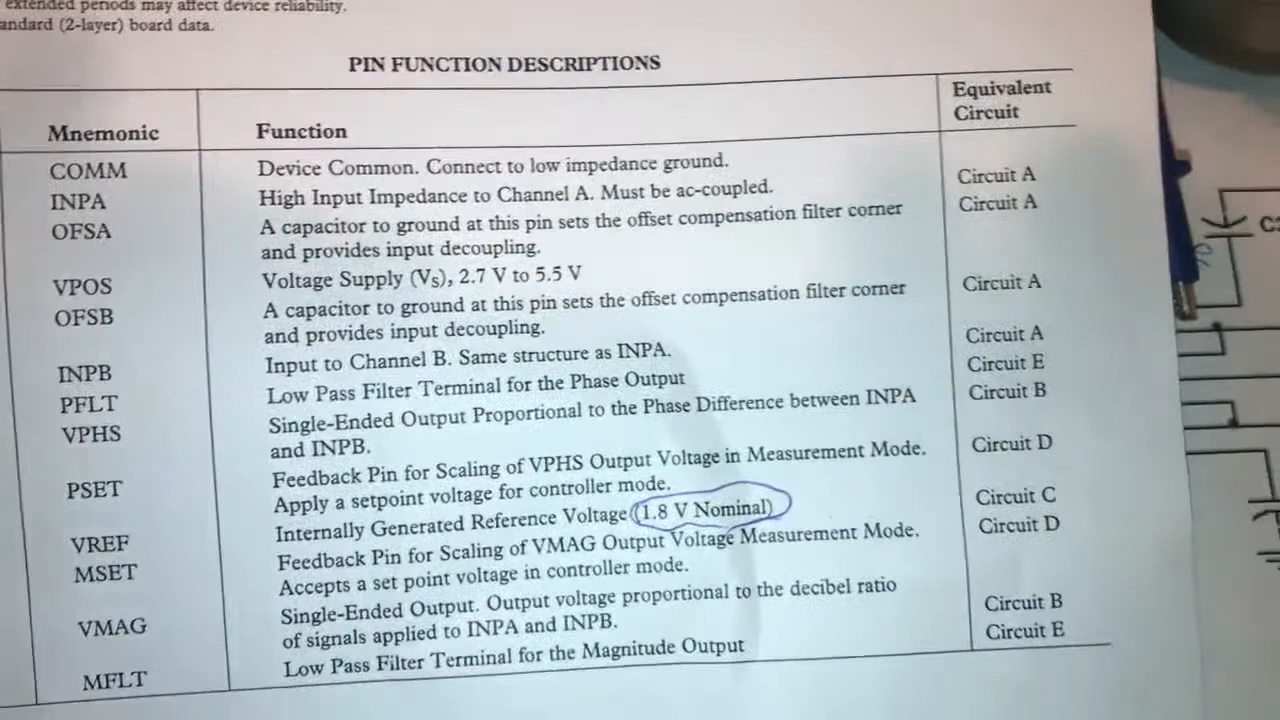 extended periods may affect device reliability.
andard (2-layer) board data.
PIN FUNCTION DESCRIPTIONS
Mnemonic Function Equivalent
Circuit
COMM Device Common. Connect to low impedance ground.
INPA High Input Impedance to Channel A. Must be ac-coupled. Circuit A
OFSA A capacitor to ground at this pin sets the offset compensation filter corner Circuit A
and provides input decoupling.
VPOS Voltage Supply (VS), 2.7 V to 5.5 V
OFSB A capacitor to ground at this pin sets the offset compensation filter corner Circuit A
and provides input decoupling.
INPB Input to Channel B. Same structure as INPA. Circuit A
PFLT Low Pass Filter Terminal for the Phase Output Circuit E
VPHS Single-Ended Output Proportional to the Phase Difference between INPA Circuit B
and INPB.
PSET Feedback Pin for Scaling of VPHS Output Voltage in Measurement Mode. Circuit D
Apply a setpoint voltage for controller mode.
VREF Internally Generated Reference Voltage (1.8 V Nominal) Circuit C
MSET Feedback Pin for Scaling of VMAG Output Voltage Measurement Mode. Circuit D
Accepts a set point voltage in controller mode.
VMAG Single-Ended Output. Output voltage proportional to the decibel ratio Circuit B
of signals applied to INPA and INPB.
MFLT Low Pass Filter Terminal for the Magnitude Output Circuit E